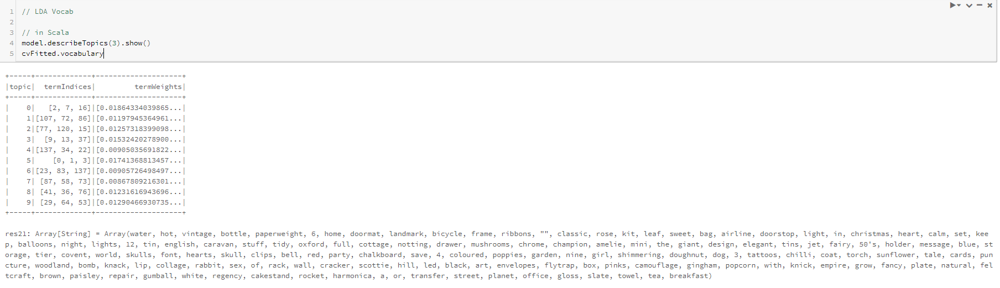 1 // LDA Vocab
2
3 // in Scala
4 model.describeTopics(3).show()
5 cvFitted.vocabulary
+-----+-------------+--------------------+
|topic|  termIndices|         termWeights|
+-----+-------------+--------------------+
|    0|   [2, 7, 16]|[0.01864334039865...|
|    1|[107, 72, 86]|[0.01197945364961...|
|    2|[77, 120, 15]|[0.01257318399098...|
|    3|  [9, 13, 37]|[0.01532420278900...|
|    4|[137, 34, 22]|[0.00905035691822...|
|    5|    [0, 1, 3]|[0.01741368813457...|
|    6|[23, 83, 137]|[0.00905726498497...|
|    7| [87, 58, 73]|[0.00867809216301...|
|    8| [41, 36, 76]|[0.01231616943696...|
|    9| [29, 64, 53]|[0.01290466930735...|
+-----+-------------+--------------------+
res21: Array[String] = Array(water, hot, vintage, bottle, paperweight, 6, home, doormat, landmark, bicycle, frame, ribbons, "", classic, rose, kit, leaf, sweet, bag, airline, doorstop, light, in, christmas, heart, calm, set, kee
p, balloons, night, lights, 12, tin, english, caravan, stuff, tidy, oxford, full, cottage, notting, drawer, mushrooms, chrome, champion, amelie, mini, the, giant, design, elegant, tins, jet, fairy, 50's, holder, message, blue, st
orage, tier, covent, world, skulls, font, hearts, skull, clips, bell, red, party, chalkboard, save, 4, coloured, poppies, garden, nine, girl, shimmering, doughnut, dog, 3, tattoos, chilli, coat, torch, sunflower, tale, cards, pun
cture, woodland, bomb, knack, lip, collage, rabbit, sex, of, rack, wall, cracker, scottie, hill, led, black, art, envelopes, flytrap, box, pinks, camouflage, gingham, popcorn, with, knick, empire, grow, fancy, plate, natural, fel
tcraft, brown, paisley, repair, gumball, white, regency, cakestand, rocket, harmonica, a, or, transfer, street, planet, office, gloss, slate, towel, tea, breakfast)